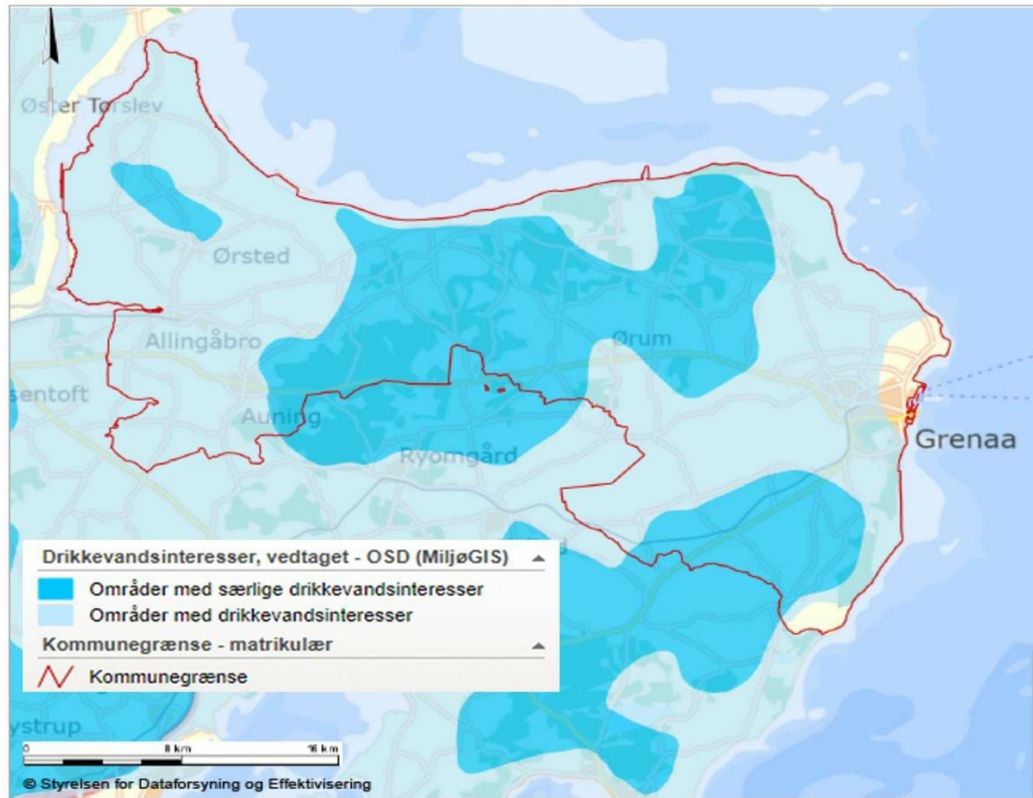 Øster Tørslev
Ørsted
Allingåbro
Ørum
sentoft
Auning
Grenaa
Ryomgård
d
Drikkevandsinteresser, vedtaget - OSD (MiljøGIS)
Områder med særlige drikkevandsinteresser
Områder med drikkevandsinteresser
Kommunegrænse - matrikulær
Kommunegrænse
ystrup
0 8 km 16 km
© Styrelsen for Dataforsyning og Effektivisering